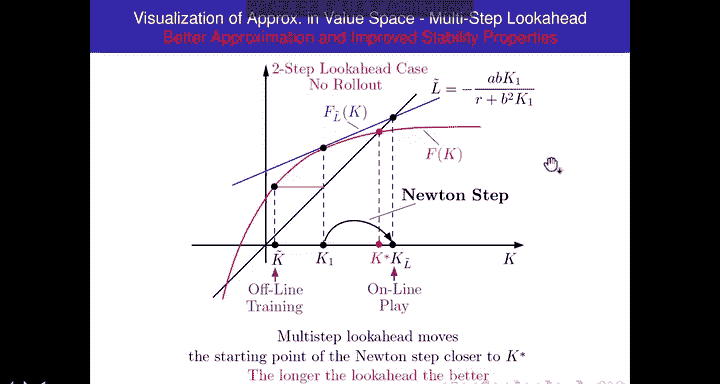 Visualization of Approx. in Value Space - Multi-Step Lookahead
Better Approximation and Improved Stability Properties
2-Step Lookahead Case
No Rollout
L̃ = - abK₁ / r + b²K₁
F_L̃(K)
F(K)
Newton Step
K̃ K₁ K* K_L̃ K
Off-Line
Training
On-Line
Play
Multistep lookahead moves
the starting point of the Newton step closer to K*
The longer the lookahead the better